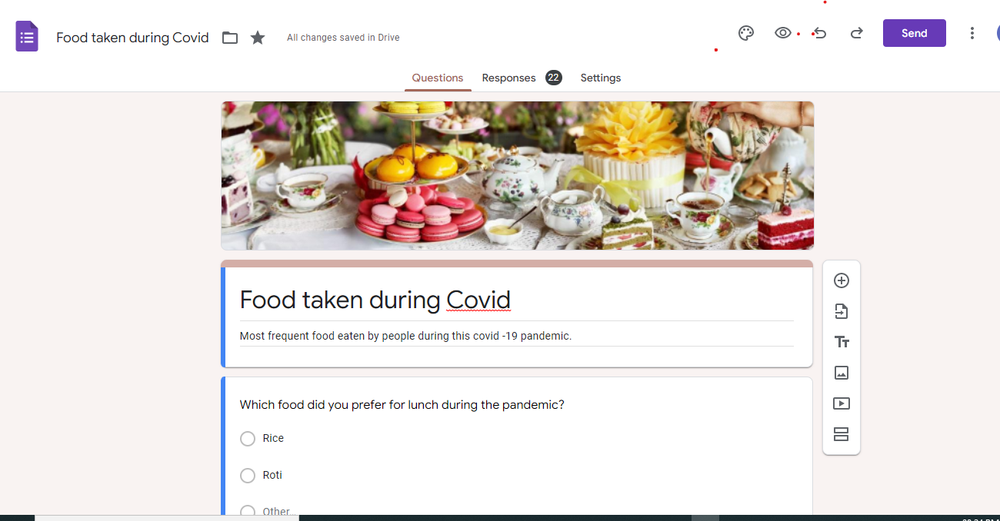 Food taken during Covid
All changes saved in Drive
Send
Questions
Responses 22
Settings
Food taken during Covid
Most frequent food eaten by people during this covid -19 pandemic.
Which food did you prefer for lunch during the pandemic?
Rice
Roti
Other...